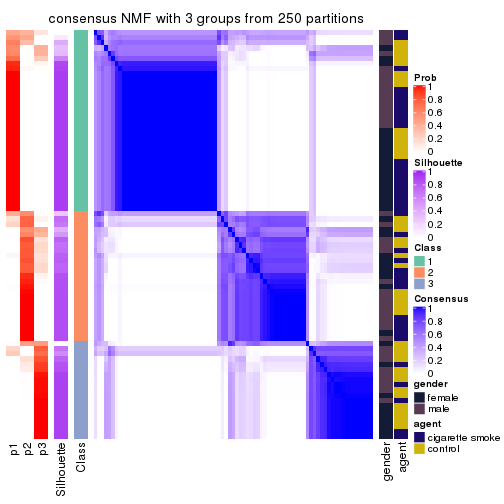 consensus NMF with 3 groups from 250 partitions
Prob
1
0.8
0.6
0.4
0.2
0
Silhouette
1
0.8
0.6
0.4
0.2
0
Class
1
2
3
Consensus
1
0.8
0.6
0.4
0.2
0
gender
female
male
agent
cigarette smoke
control
p1
p2
p3
Silhouette
Class
gender
agent